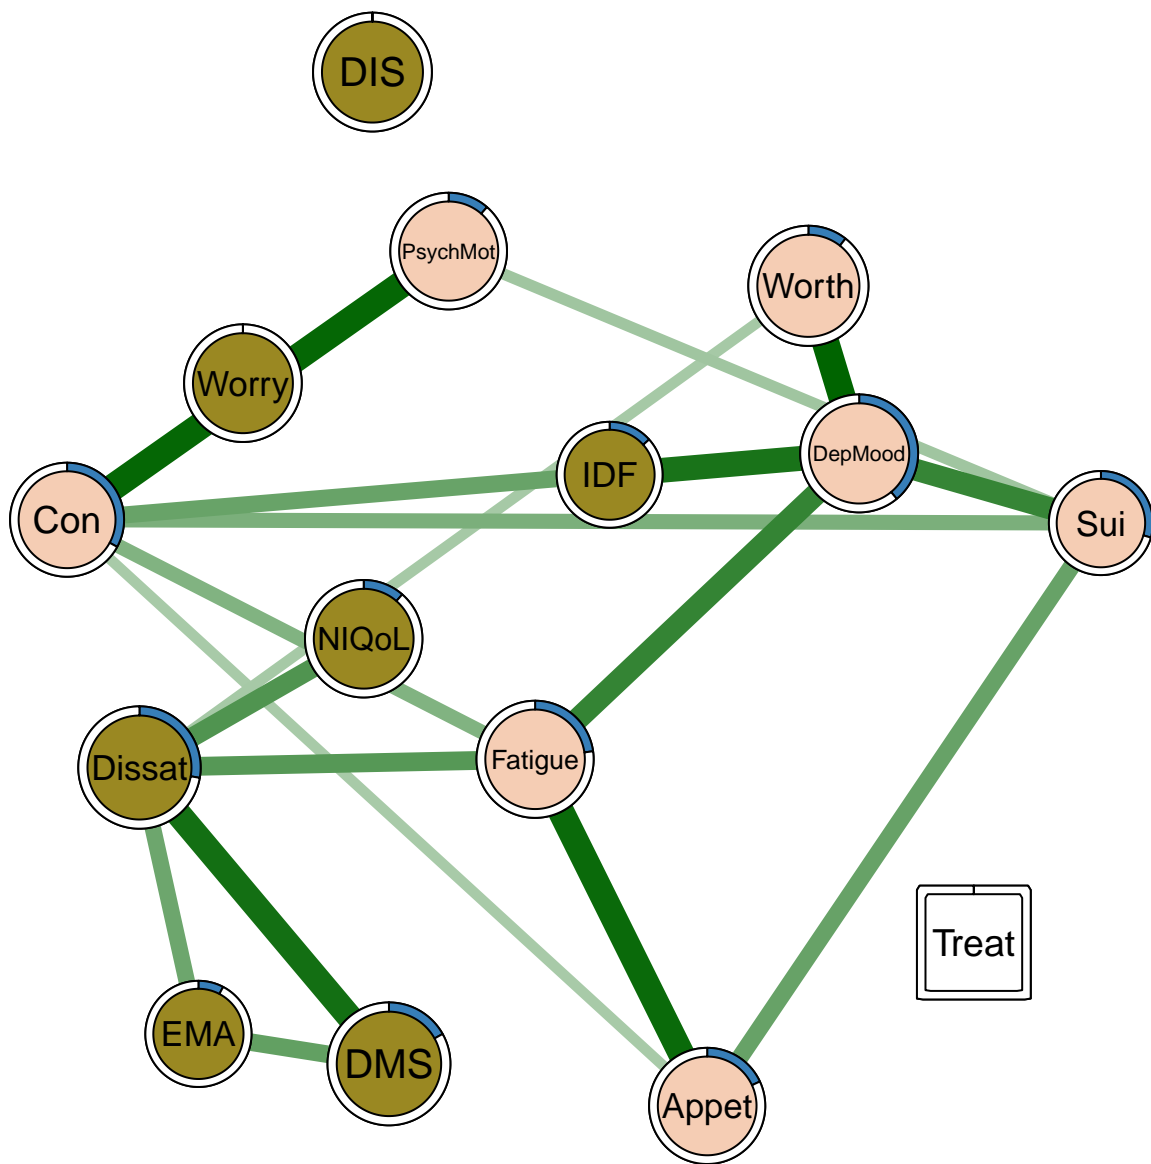 DIS
PsychMot
Worth
Worry
DepMood
IDF
Con
Sui
NIQoL
Fatigue
Dissat
Treat
EMA
DMS
Appet